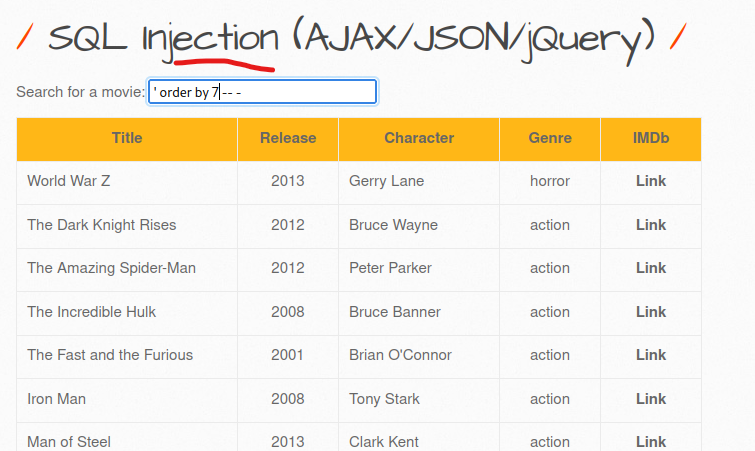 / SQL Injection (AJAX/JSON/jQuery) /
Search for a movie: ' order by 7-- -
Title Release Character Genre IMDb
World War Z 2013 Gerry Lane horror Link
The Dark Knight Rises 2012 Bruce Wayne action Link
The Amazing Spider-Man 2012 Peter Parker action Link
The Incredible Hulk 2008 Bruce Banner action Link
The Fast and the Furious 2001 Brian O'Connor action Link
Iron Man 2008 Tony Stark action Link
Man of Steel 2013 Clark Kent action Link